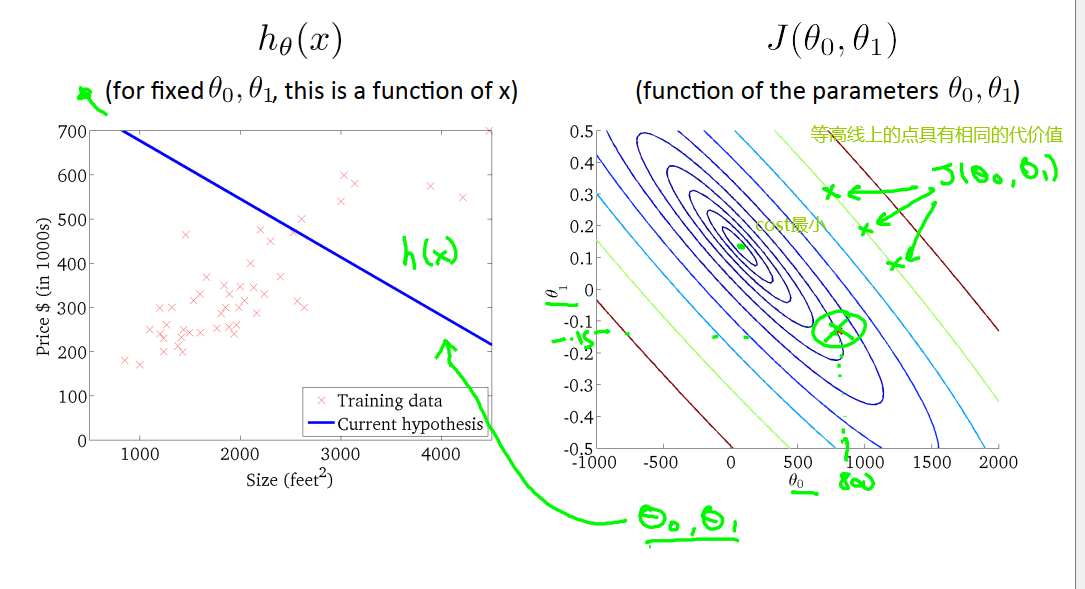 hθ(x)
(for fixed θ₀, θ₁, this is a function of x)
700
600
500
400
300
200
100
0
Price $ (in 1000s)
1000
2000
3000
4000
Size (feet²)
h(x)
Training data
Current hypothesis
J(θ₀, θ₁)
(function of the parameters θ₀, θ₁)
等高线上的点具有相同的代价值
J(θ₀, θ₁)
cost最小
0.5
0.4
0.3
0.2
0.1
0
-0.1
-0.2
-0.3
-0.4
-0.5
θ₁
-.15
-1000
-500
0
500
1000
1500
2000
θ₀
800
θ₀, θ₁